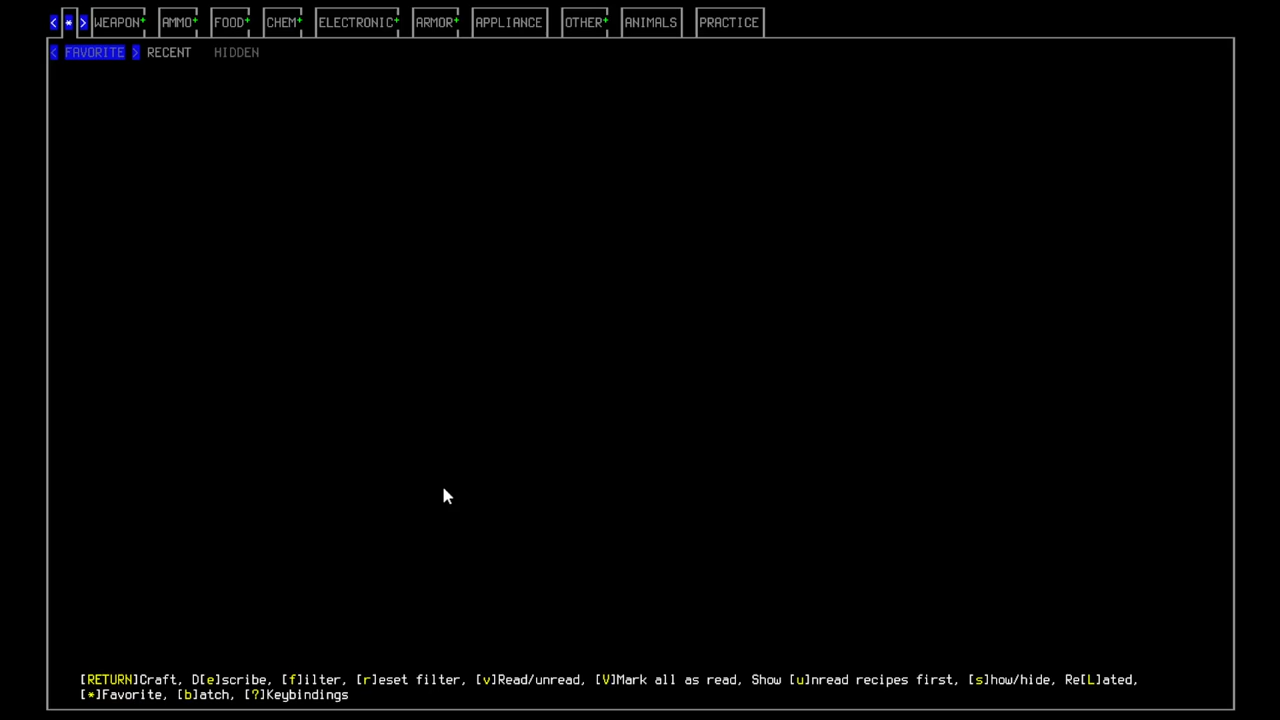 < * > WEAPON+ AMMO+ FOOD+ CHEM+ ELECTRONIC+ ARMOR+ APPLIANCE OTHER+ ANIMALS PRACTICE
< FAVORITE > RECENT HIDDEN
[RETURN]Craft, D[e]scribe, [f]ilter, [r]eset filter, [v]Read/unread, [V]Mark all as read, Show [u]nread recipes first, [s]how/hide, Re[L]ated,
[*]Favorite, [b]atch, [?]Keybindings